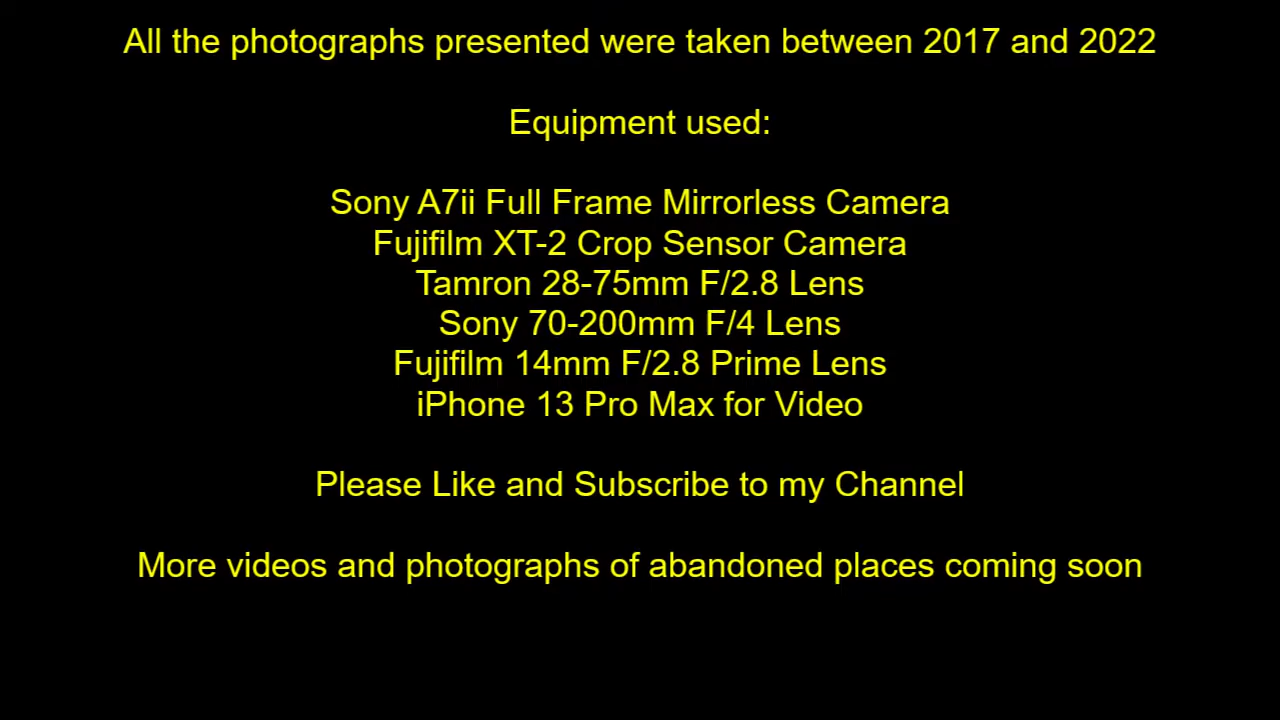 All the photographs presented were taken between 2017 and 2022
Equipment used:
Sony A7ii Full Frame Mirrorless Camera
Fujifilm XT-2 Crop Sensor Camera
Tamron 28-75mm F/2.8 Lens
Sony 70-200mm F/4 Lens
Fujifilm 14mm F/2.8 Prime Lens
iPhone 13 Pro Max for Video
Please Like and Subscribe to my Channel
More videos and photographs of abandoned places coming soon